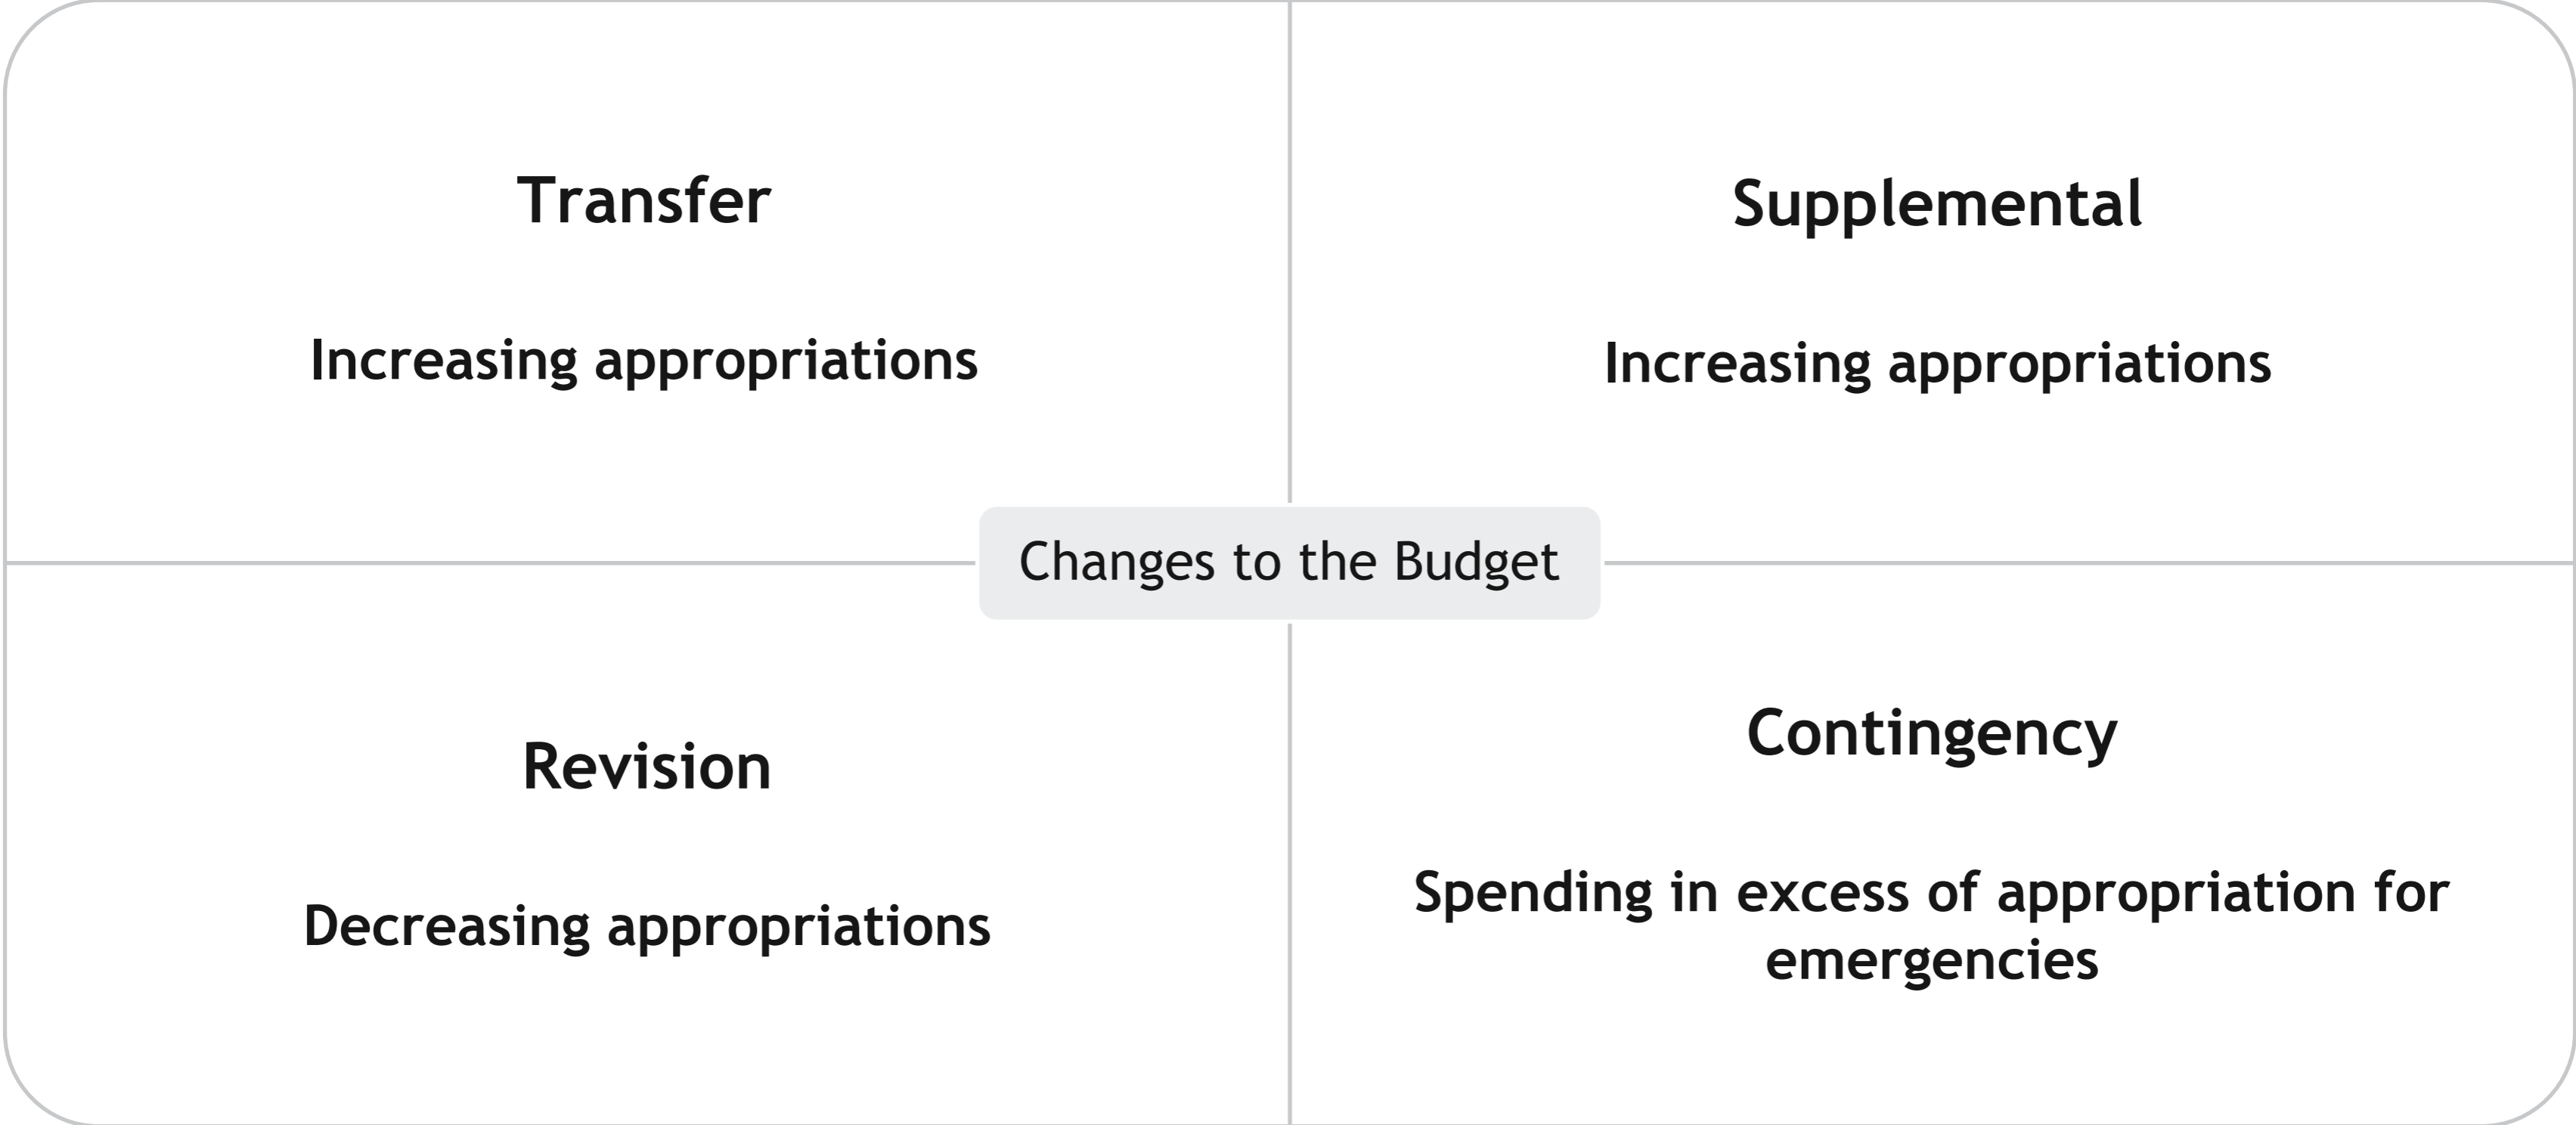 Transfer
Increasing appropriations
Supplemental
Increasing appropriations
Changes to the Budget
Revision
Decreasing appropriations
Contingency
Spending in excess of appropriation for
emergencies